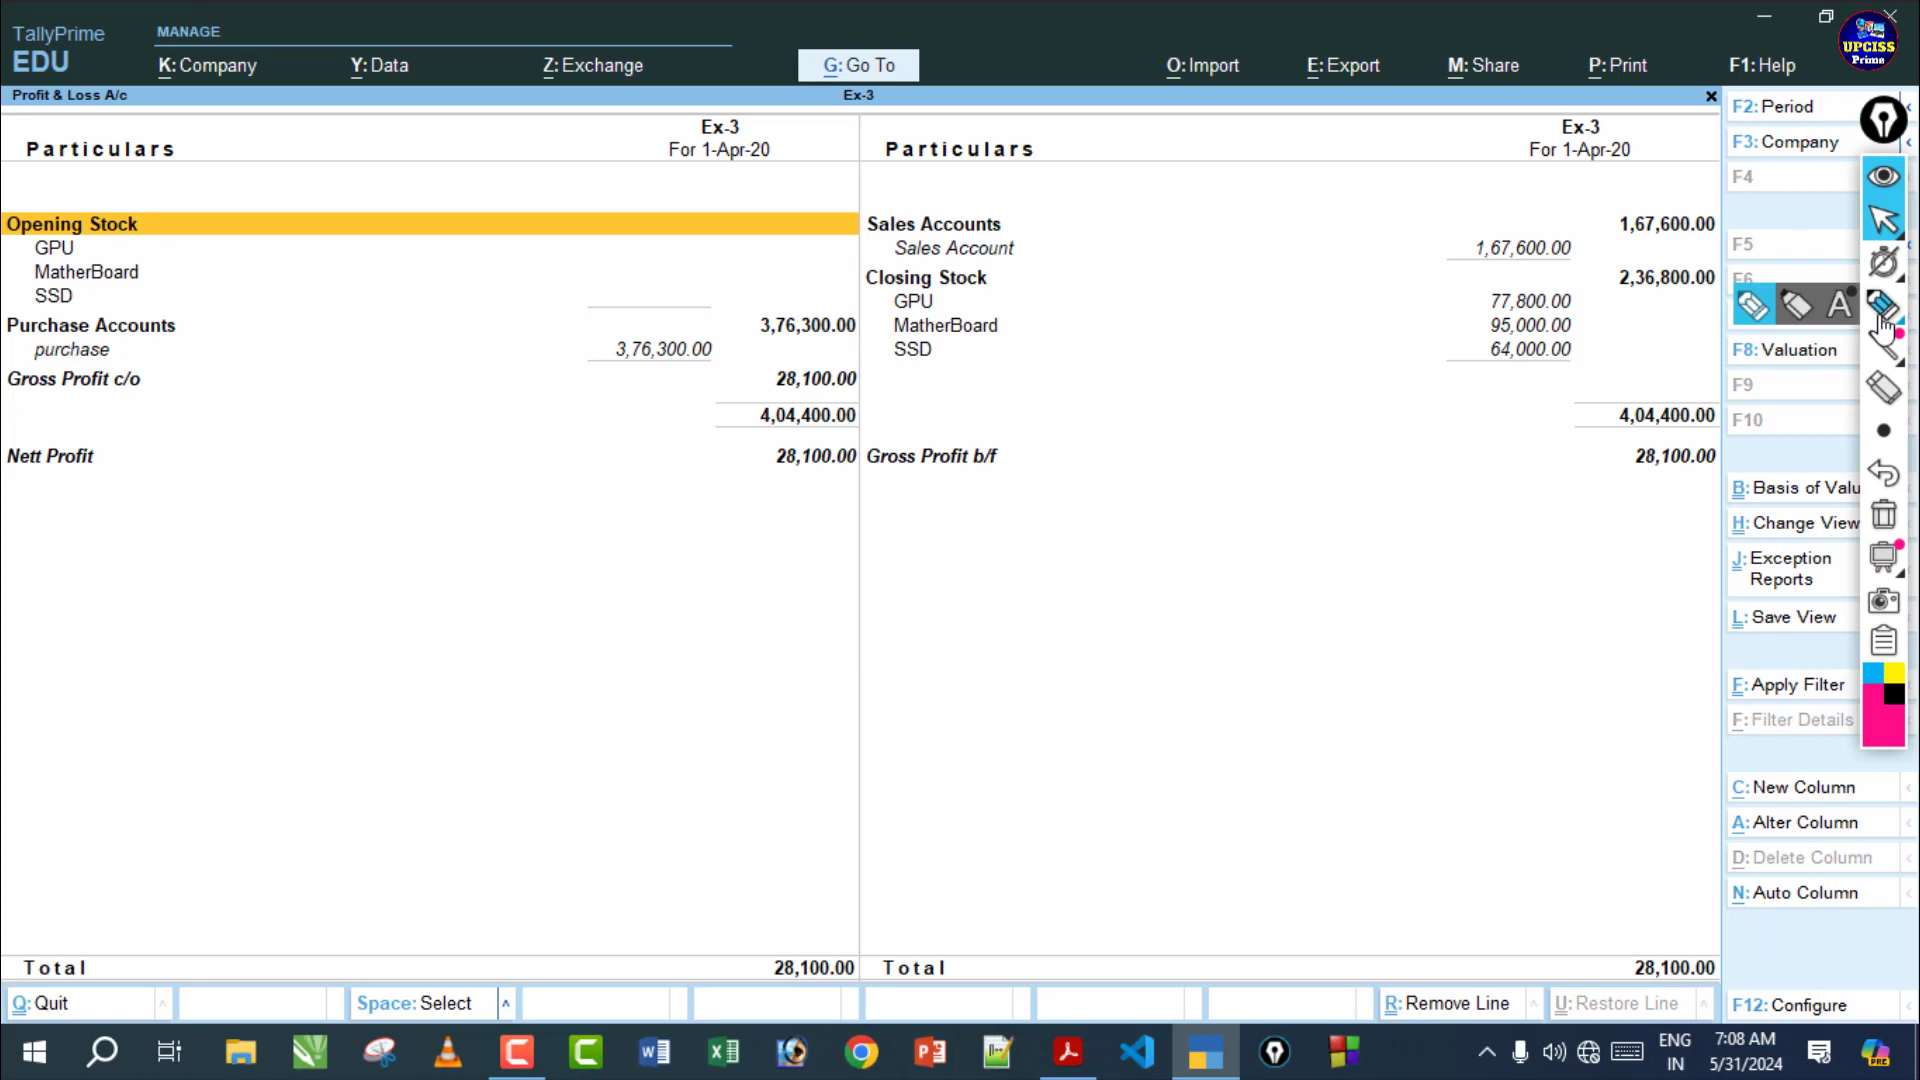 TallyPrime
EDU
MANAGE
K: Company
Y: Data
Z: Exchange
G: Go To
O: Import
E: Export
M: Share
P: Print
F1: Help
UPCISS
Prime
Profit & Loss A/c
Ex-3
Particulars
Ex-3
For 1-Apr-20
Opening Stock
GPU
MatherBoard
SSD
Purchase Accounts 3,76,300.00
purchase 3,76,300.00
Gross Profit c/o 28,100.00
4,04,400.00
Nett Profit 28,100.00
Total 28,100.00
Particulars
Ex-3
For 1-Apr-20
Sales Accounts 1,67,600.00
Sales Account 1,67,600.00
Closing Stock 2,36,800.00
GPU 77,800.00
MatherBoard 95,000.00
SSD 64,000.00
4,04,400.00
Gross Profit b/f 28,100.00
Total 28,100.00
F2: Period
F3: Company
F4
F5
F6
A
F8: Valuation
F9
F10
B: Basis of Valu
H: Change View
J: Exception
Reports
L: Save View
F: Apply Filter
F: Filter Details
C: New Column
A: Alter Column
D: Delete Column
N: Auto Column
F12: Configure
Q: Quit
Space: Select
R: Remove Line
U: Restore Line
ENG
IN
7:08 AM
5/31/2024
PRE